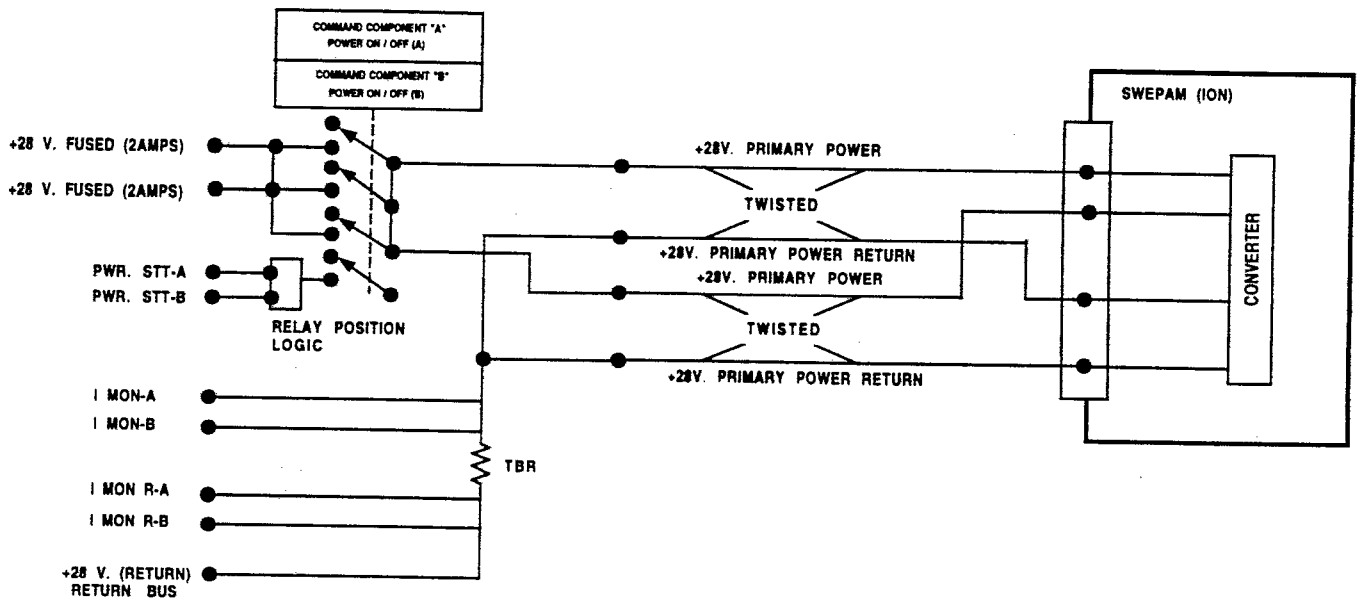 COMMAND COMPONENT "A"
POWER ON / OFF (A)
COMMAND COMPONENT "B"
POWER ON / OFF (B)
SWEPAM (ION)
+28 V. FUSED (2AMPS)
+28 V. FUSED (2AMPS)
+28V. PRIMARY POWER
TWISTED
+28V. PRIMARY POWER RETURN
+28V. PRIMARY POWER
TWISTED
+28V. PRIMARY POWER RETURN
CONVERTER
PWR. STT-A
PWR. STT-B
RELAY POSITION
LOGIC
I MON-A
I MON-B
TBR
I MON R-A
I MON R-B
+28 V. (RETURN)
RETURN BUS